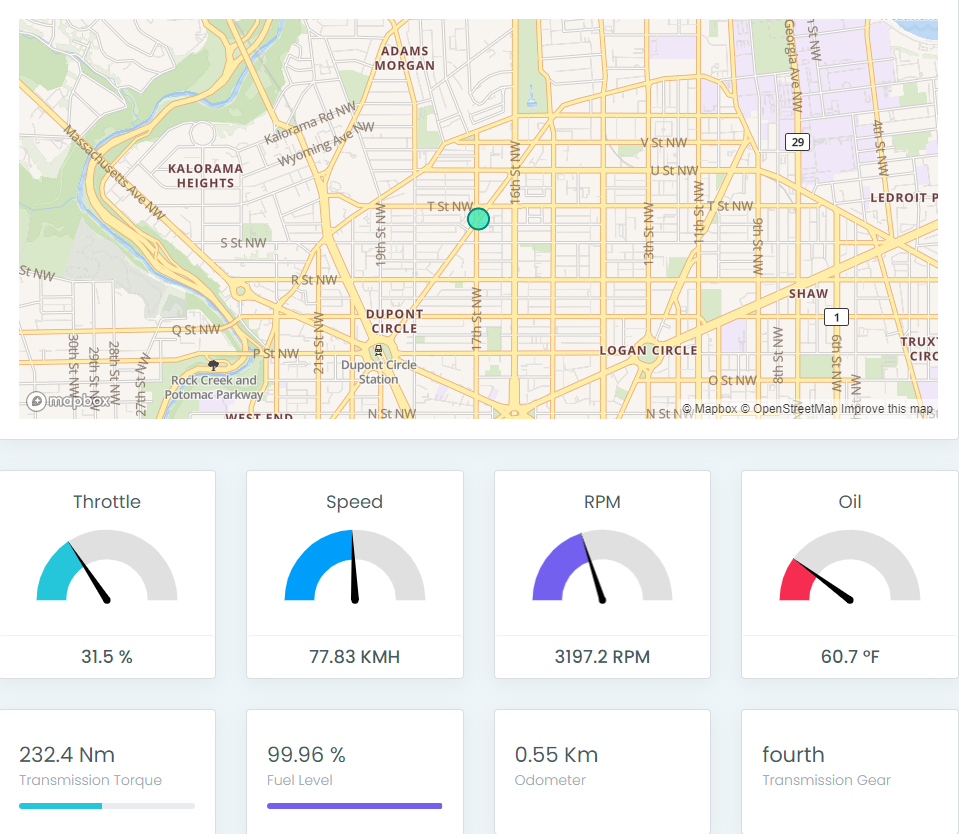 ADAMS
MORGAN
St NW
Georgia Ave NW
29
Kalorama Rd NW
Wyoming Ave NW
Massachusetts Ave NW
KALORAMA
HEIGHTS
V St NW
U St NW
4th St NW
16th St NW
LEDROIT P
T St NW
T St NW
11th St NW
13th St NW
19th St NW
9th St NW
S St NW
St NW
R St NW
SHAW
17th St NW
DUPONT
CIRCLE
1
Q St NW
21st St NW
LOGAN CIRCLE
TRUXT
CIRC
P St NW
30th St NW
29th St NW
28th St NW
27th St NW
Dupont Circle
Station
8th St NW
6th St NW
Rock Creek and
Potomac Parkway
O St NW
St NW
mapbox
WEST END
N St NW
N St NW
© Mapbox © OpenStreetMap Improve this map
Throttle
Speed
RPM
Oil
31.5 %
77.83 KMH
3197.2 RPM
60.7 ºF
232.4 Nm
Transmission Torque
99.96 %
Fuel Level
0.55 Km
Odometer
fourth
Transmission Gear